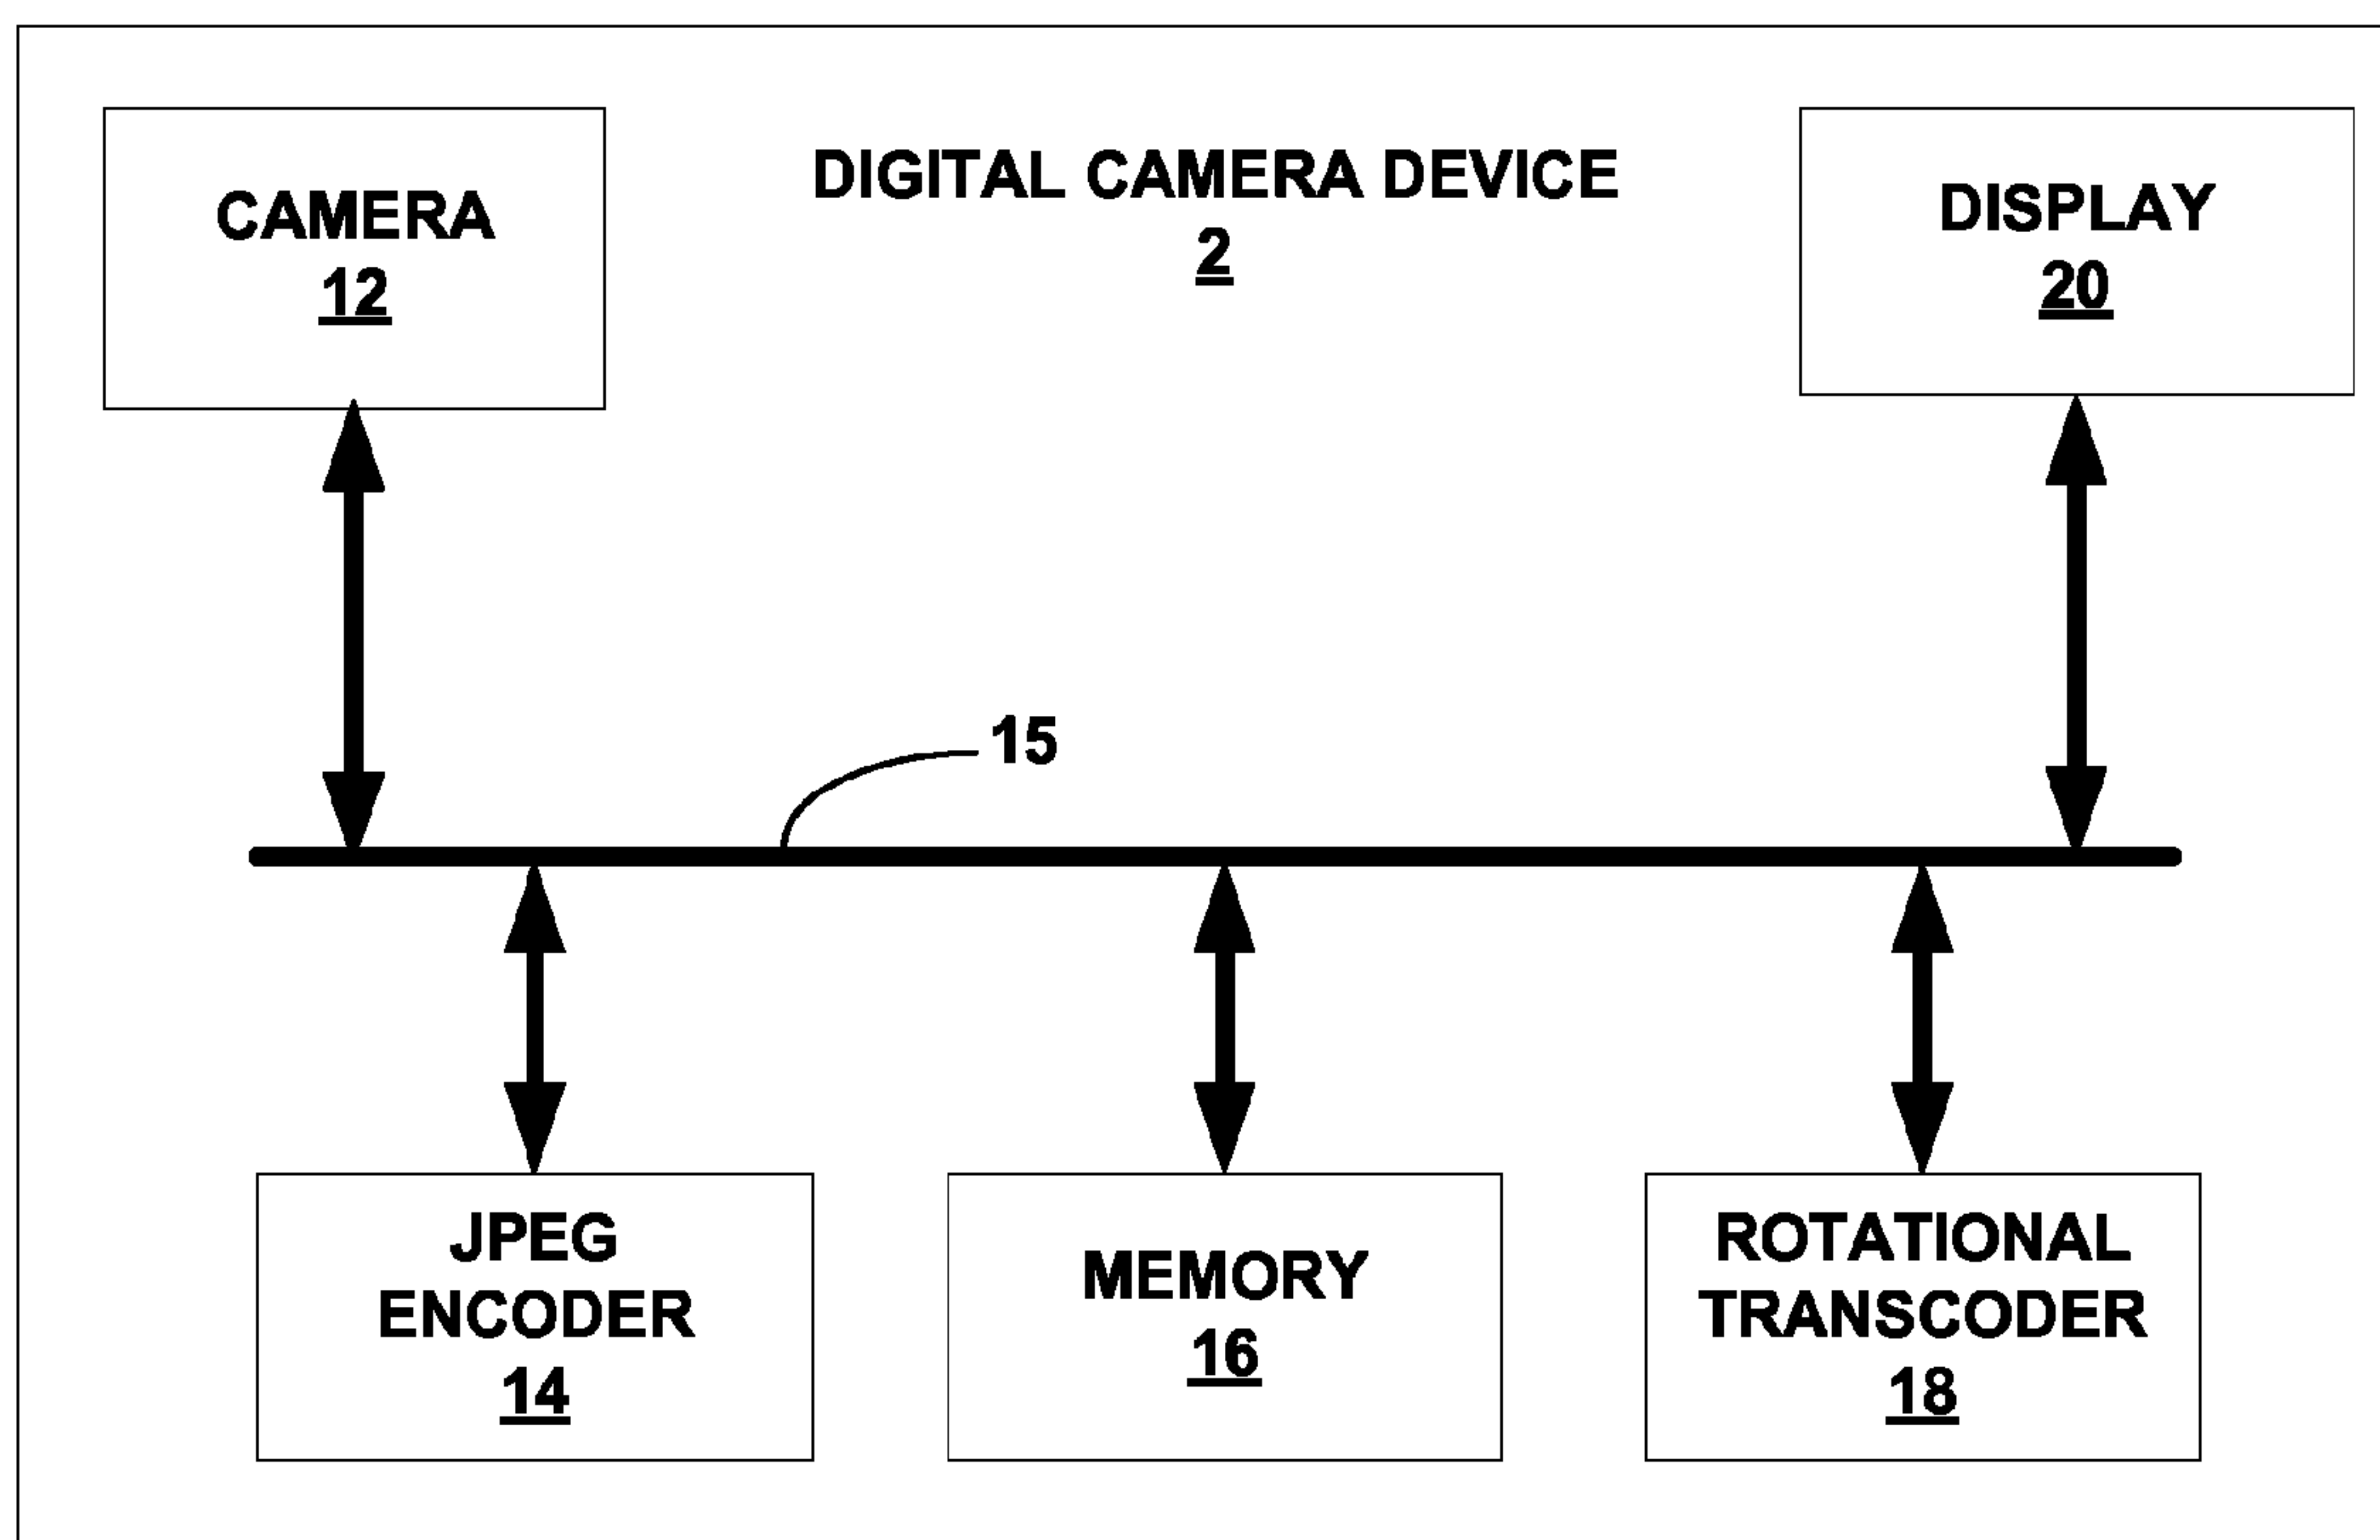 CAMERA
12
DIGITAL CAMERA DEVICE
2
DISPLAY
20
15
JPEG
ENCODER
14
MEMORY
16
ROTATIONAL
TRANSCODER
18